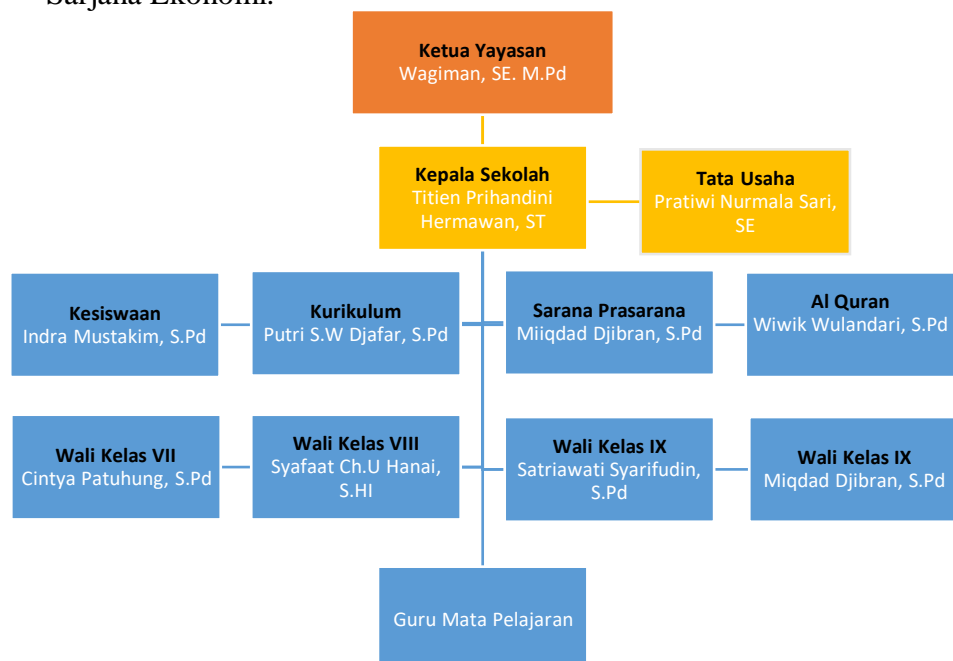 Sarjana Ekonomi.
Ketua Yayasan
Wagiman, SE. M.Pd
Kepala Sekolah
Titien Prihandini
Hermawan, ST
Tata Usaha
Pratiwi Nurmala Sari,
SE
Kesiswaan
Indra Mustakim, S.Pd
Kurikulum
Putri S.W Djafar, S.Pd
Sarana Prasarana
Miiqdad Djibran, S.Pd
Al Quran
Wiwik Wulandari, S.Pd
Wali Kelas VII
Cintya Patuhung, S.Pd
Wali Kelas VIII
Syafaat Ch.U Hanai,
S.HI
Wali Kelas IX
Satriawati Syarifudin,
S.Pd
Wali Kelas IX
Miqdad Djibran, S.Pd
Guru Mata Pelajaran